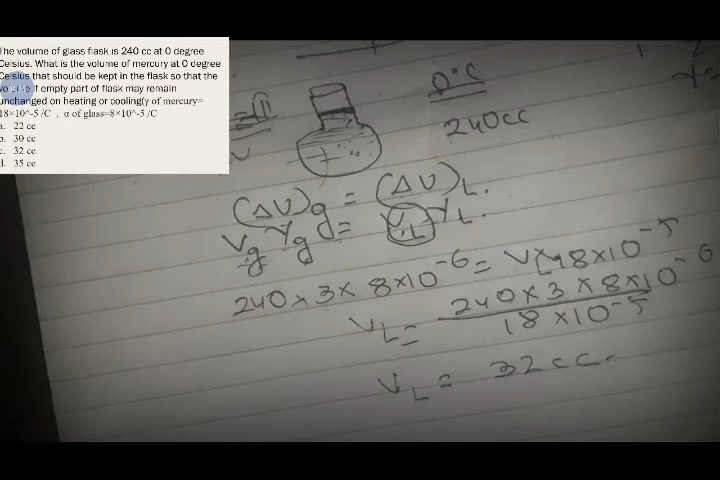 The volume of glass flask is 240 cc at 0 degree
Celsius. What is the volume of mercury at 0 degree
Celsius that should be kept in the flask so that the
of empty part of flask may remain
unchanged on heating or cooling(γ of mercury=
18×10^-5 /C , α of glass=8×10^-5 /C
a. 22 cc
b. 30 cc
c. 32 cc
d. 35 cc
0°C
240cc
(ΔV)g = (ΔV)L.
Vg γg = VL γL.
240 × 3 × 8×10^-6 = VL × 18×10^-5
VL = 240 × 3 × 8×10^-6 / 18×10^-5
VL = 32 cc.